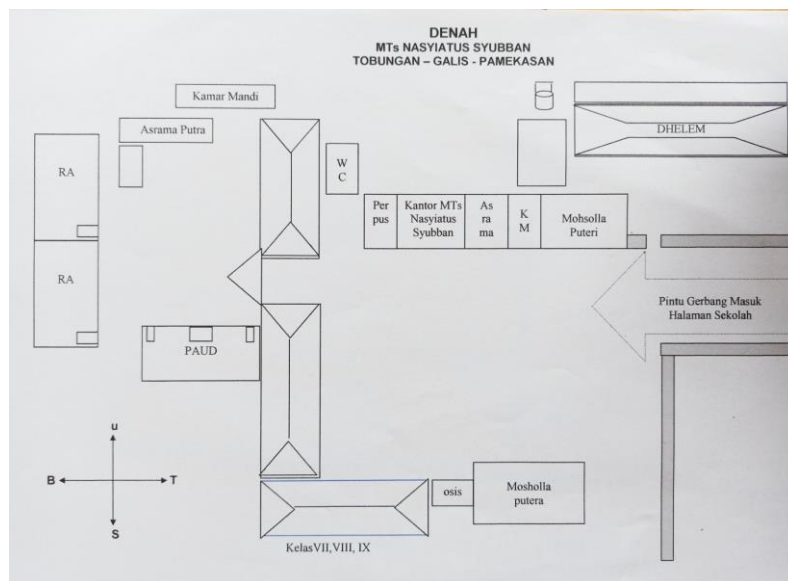 DENAH
MTs NASYIATUS SYUBBAN
TOBUNGAN – GALIS - PAMEKASAN
Kamar Mandi
Asrama Putra
DHELEM
RA
W
C
Per
pus
Kantor MTs
Nasyiatus
Syubban
As
ra
ma
K
M
Mohsolla
Puteri
RA
Pintu Gerbang Masuk
Halaman Sekolah
PAUD
u
B
T
S
osis
Mosholla
putera
KelasVII,VIII, IX